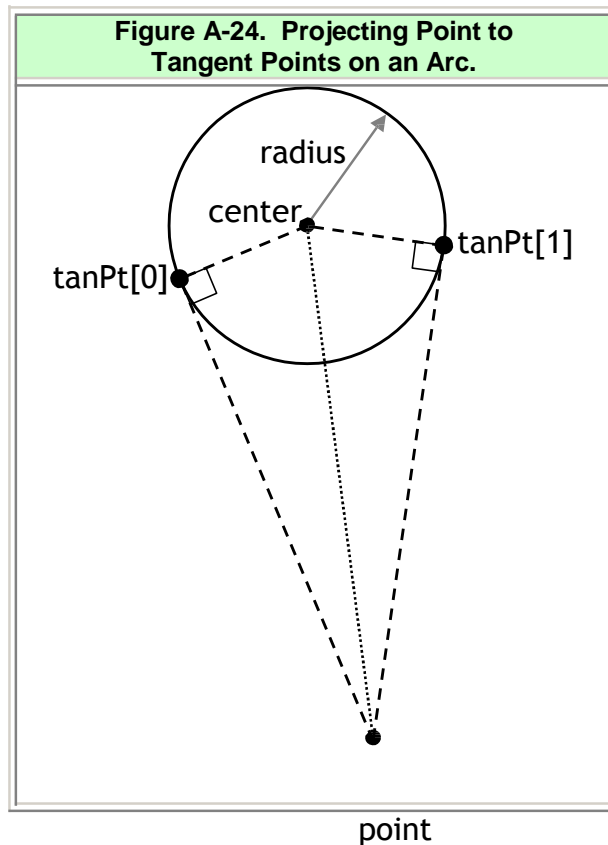 Figure A-24. Projecting Point to
Tangent Points on an Arc.
radius
center
tanPt[1]
tanPt[0]
point